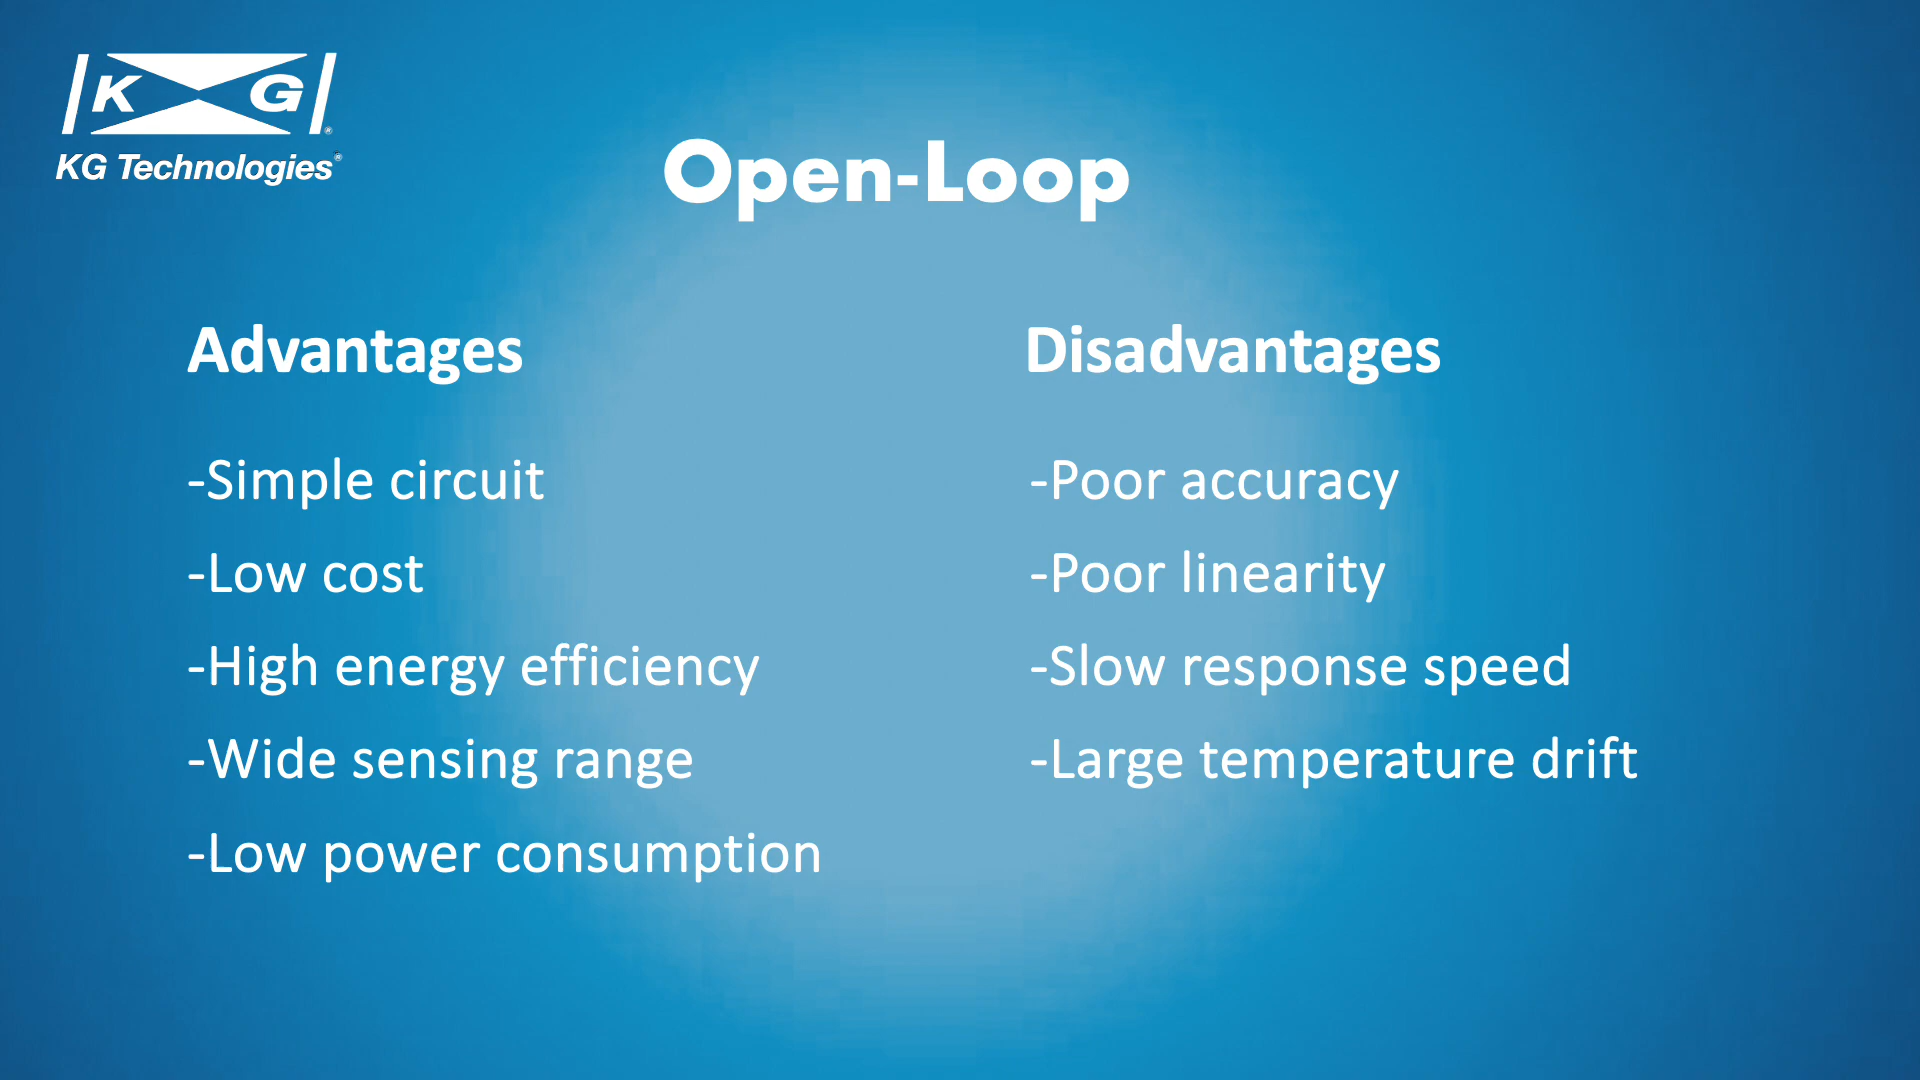 K G ®
KG Technologies®
Open-Loop
Advantages
-Simple circuit
-Low cost
-High energy efficiency
-Wide sensing range
-Low power consumption
Disadvantages
-Poor accuracy
-Poor linearity
-Slow response speed
-Large temperature drift